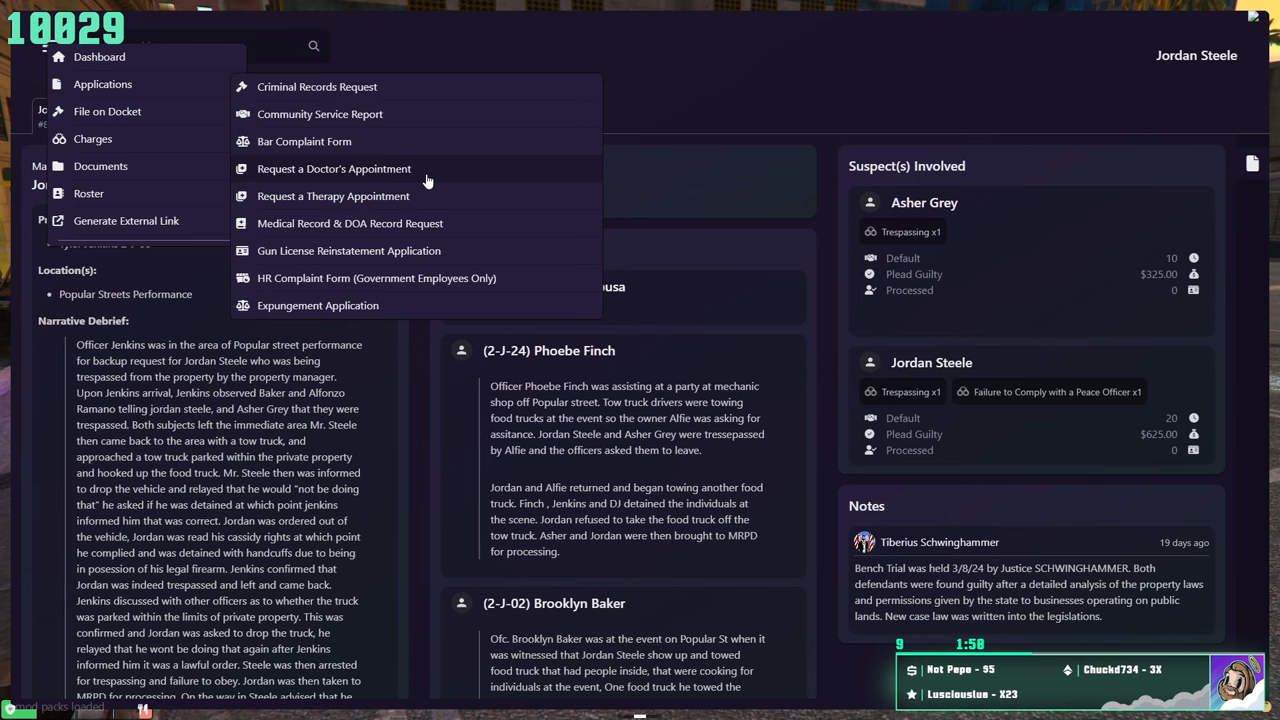 10029
Jordan Steele
Dashboard
Applications
File on Docket
Charges
Documents
Roster
Generate External Link
Criminal Records Request
Community Service Report
Bar Complaint Form
Request a Doctor's Appointment
Request a Therapy Appointment
Medical Record & DOA Record Request
Gun License Reinstatement Application
HR Complaint Form (Government Employees Only)
Expungement Application
Location(s):
Popular Streets Performance
Narrative Debrief:
Officer Jenkins was in the area of Popular street performance
for backup request for Jordan Steele who was being
trespassed from the property by the property manager.
Upon Jenkins arrival, Jenkins observed Baker and Alfonzo
Ramano telling jordan steele, and Asher Grey that they were
trespassed. Both subjects left the immediate area Mr. Steele
then came back to the area with a tow truck, and
approached a tow truck parked within the private property
and hooked up the food truck. Mr. Steele then was informed
to drop the vehicle and relayed that he would "not be doing
that" he asked if he was detained at which point jenkins
informed him that was correct. Jordan was ordered out of
the vehicle, Jordan was read his cassidy rights at which point
he complied and was detained with handcuffs due to being
in posession of his legal firearm. Jenkins confirmed that
Jordan was indeed trespassed and left and came back.
Jenkins discussed with other officers as to whether the truck
was parked within the limits of private property. This was
confirmed and Jordan was asked to drop the truck, he
relayed that he wont be doing that again after Jenkins
informed him it was a lawful order. Steele was then arrested
for trespassing and failure to obey. Jordan was then taken to
MRPD for processing. On the way in Steele advised that he
(2-J-24) Phoebe Finch
Officer Phoebe Finch was assisting at a party at mechanic
shop off Popular street. Tow truck drivers were towing
food trucks at the event so the owner Alfie was asking for
assitance. Jordan Steele and Asher Grey were tressepassed
by Alfie and the officers asked them to leave.
Jordan and Alfie returned and began towing another food
truck. Finch , Jenkins and DJ detained the individuals at
the scene. Jordan refused to take the food truck off the
tow truck. Asher and Jordan were then brought to MRPD
for processing.
(2-J-02) Brooklyn Baker
Ofc. Brooklyn Baker was at the event on Popular St when it
was witnessed that Jordan Steele show up and towed
food truck that had people inside, that were cooking for
individuals at the event, One food truck he towed the
Suspect(s) Involved
Asher Grey
Trespassing x1
Default 10
Plead Guilty $325.00
Processed 0
Jordan Steele
Trespassing x1 Failure to Comply with a Peace Officer x1
Default 20
Plead Guilty $625.00
Processed 0
Notes
Tiberius Schwinghammer 19 days ago
Bench Trial was held 3/8/24 by Justice SCHWINGHAMMER. Both
defendants were found guilty after a detailed analysis of the property laws
and permissions given by the state to businesses operating on public
lands. New case law was written into the legislations.
9 1:50
Not Pepo - 95 Chuckd734 - 3X
Lusciouslue - X23
mod packs loaded